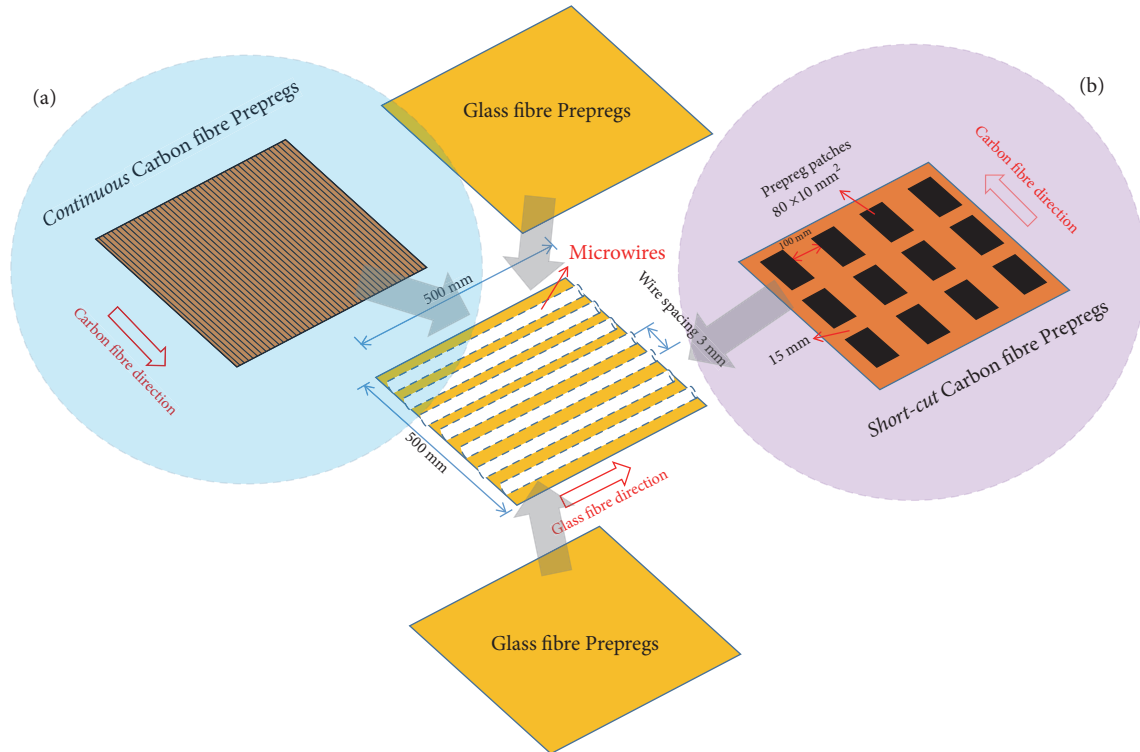 (a)
Continuous Carbon fibre Prepregs
Carbon fibre direction
Glass fibre Prepregs
Microwires
500 mm
Wire spacing 3 mm
500 mm
Glass fibre direction
Glass fibre Prepregs
(b)
Prepreg patches
80 ×10 mm²
Carbon fibre direction
100 mm
15 mm
Short-cut Carbon fibre Prepregs